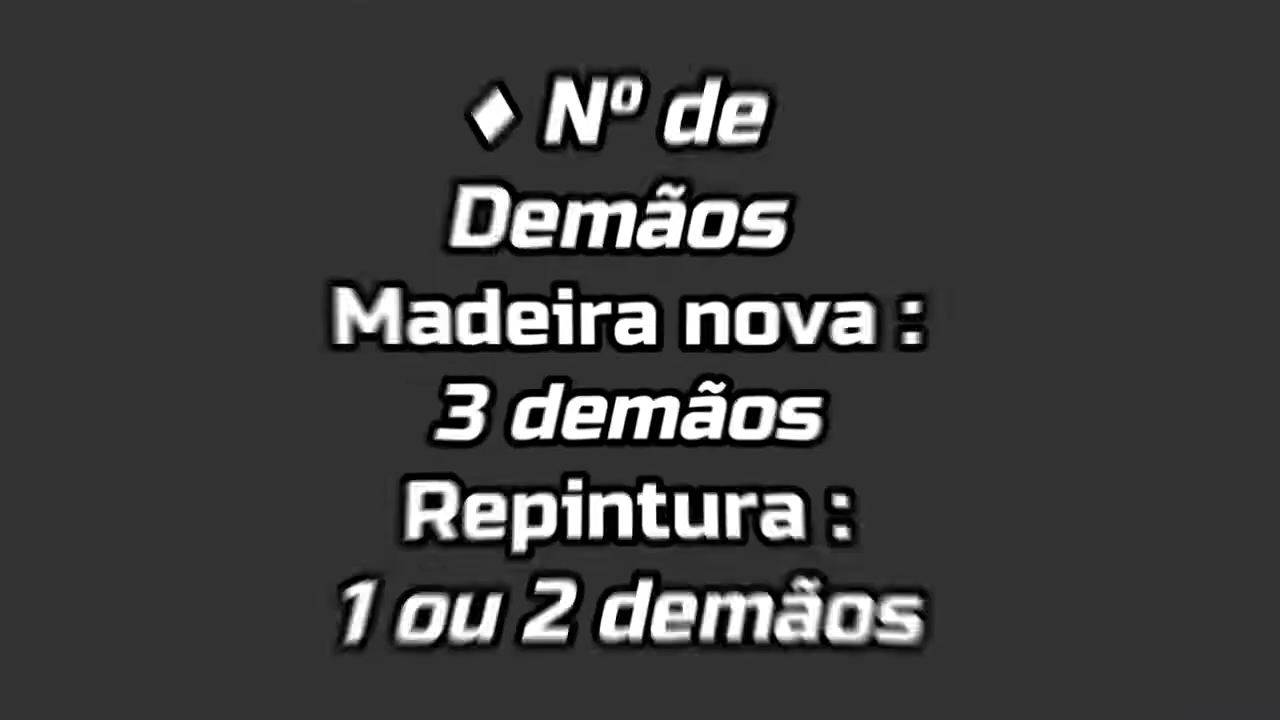 ♦ Nº de
Demãos
Madeira nova :
3 demãos
Repintura :
1 ou 2 demãos